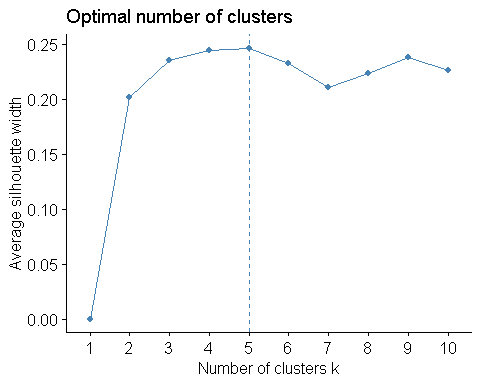 Optimal number of clusters
Average silhouette width
0.25
0.20
0.15
0.10
0.05
0.00
1 2 3 4 5 6 7 8 9 10
Number of clusters k